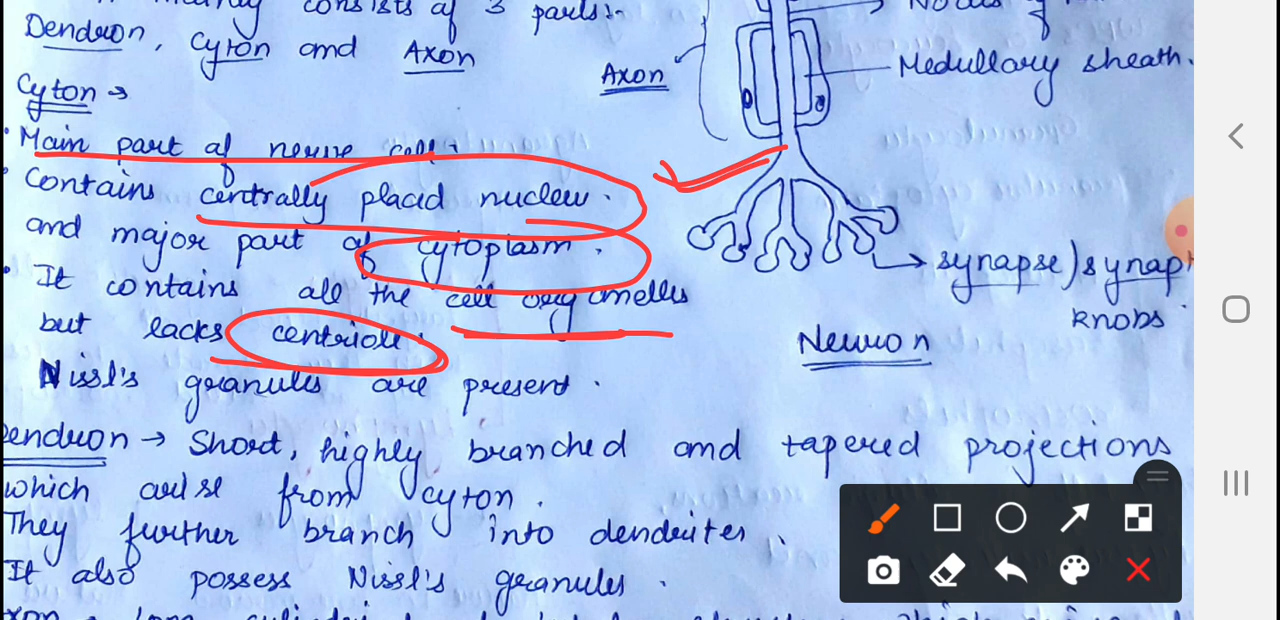 consists of 3 parts:-
Dendron, Cyton and Axon
Cyton →
Axon
Medullary sheath.
• Main part of nerve cell.
• Contains centrally placed nucleus.
and major part of cytoplasm.
• It contains all the cell organelles
but lacks centriole.
Nissl's granules are present.
synapse/synap
knobs
Neuron
Dendron → Short, highly branched and tapered projections
which arise from cyton.
They further branch into dendrites.
It also possess Nissl's granules.